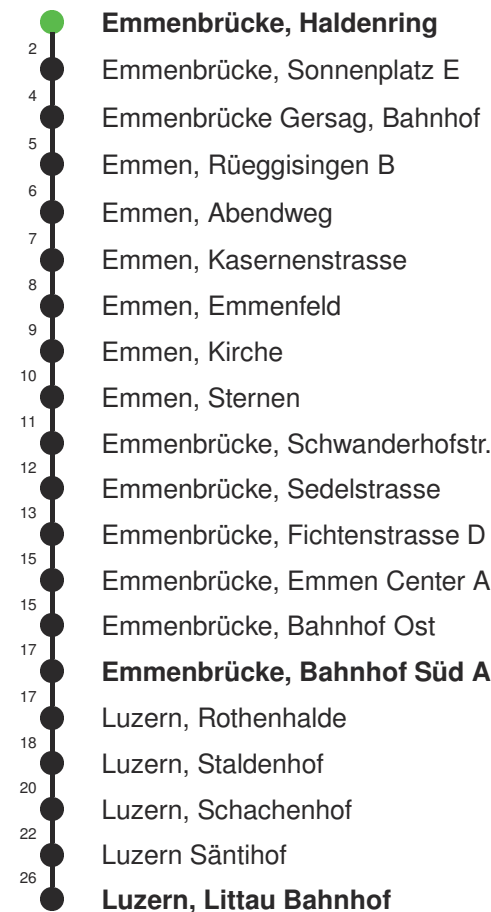 Emmenbrücke, Haldenring
2
Emmenbrücke, Sonnenplatz E
4
Emmenbrücke Gersag, Bahnhof
5
Emmen, Rüeggisingen B
6
Emmen, Abendweg
7
Emmen, Kasernenstrasse
8
Emmen, Emmenfeld
9
Emmen, Kirche
10
Emmen, Sternen
11
Emmenbrücke, Schwanderhofstr.
12
Emmenbrücke, Sedelstrasse
13
Emmenbrücke, Fichtenstrasse D
15
Emmenbrücke, Emmen Center A
15
Emmenbrücke, Bahnhof Ost
17
Emmenbrücke, Bahnhof Süd A
17
Luzern, Rothenhalde
18
Luzern, Staldenhof
20
Luzern, Schachenhof
22
Luzern Säntihof
26
Luzern, Littau Bahnhof